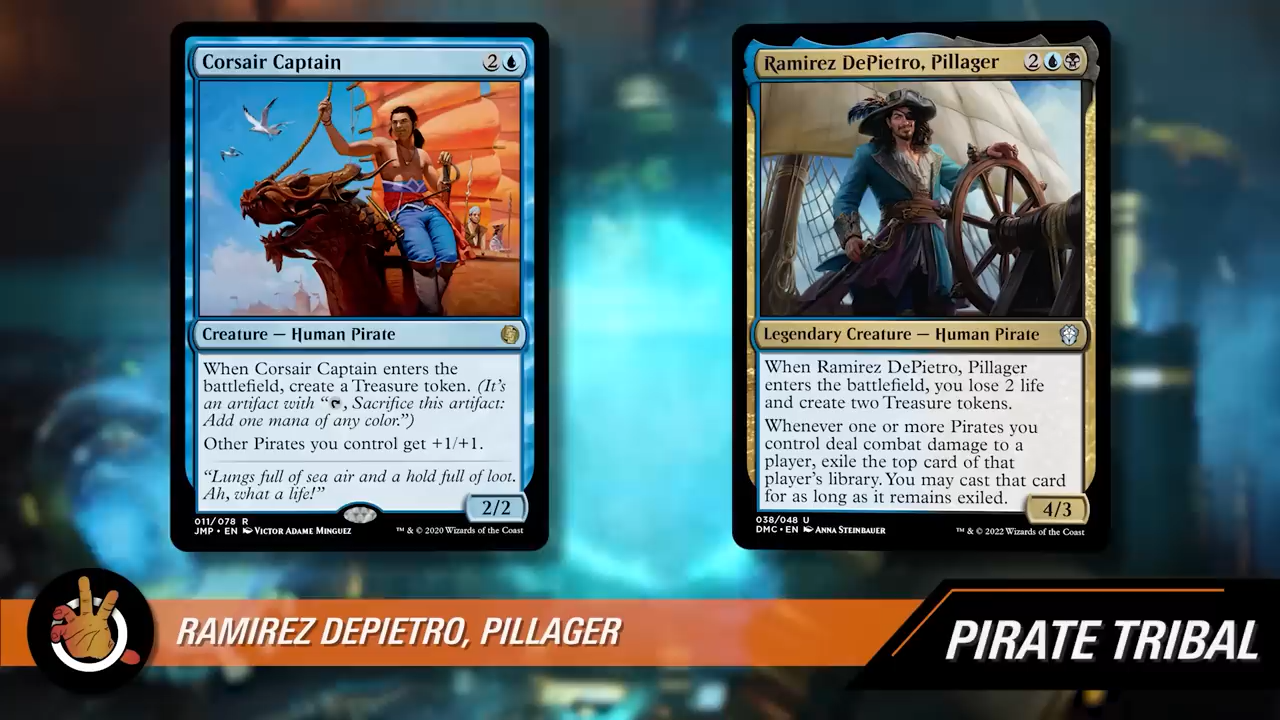 Corsair Captain 2
Creature — Human Pirate
When Corsair Captain enters the
battlefield, create a Treasure token. (It's
an artifact with “, Sacrifice this artifact:
Add one mana of any color.”)
Other Pirates you control get +1/+1.
“Lungs full of sea air and a hold full of loot.
Ah, what a life!”
2/2
011/078 R
JMP • EN Victor Adame Minguez
™ & © 2020 Wizards of the Coast
Ramirez DePietro, Pillager 2
Legendary Creature — Human Pirate
When Ramirez DePietro, Pillager
enters the battlefield, you lose 2 life
and create two Treasure tokens.
Whenever one or more Pirates you
control deal combat damage to a
player, exile the top card of that
player's library. You may cast that card
for as long as it remains exiled.
4/3
038/048 U
DMC • EN Anna Steinbauer
™ & © 2022 Wizards of the Coast
RAMIREZ DEPIETRO, PILLAGER
PIRATE TRIBAL